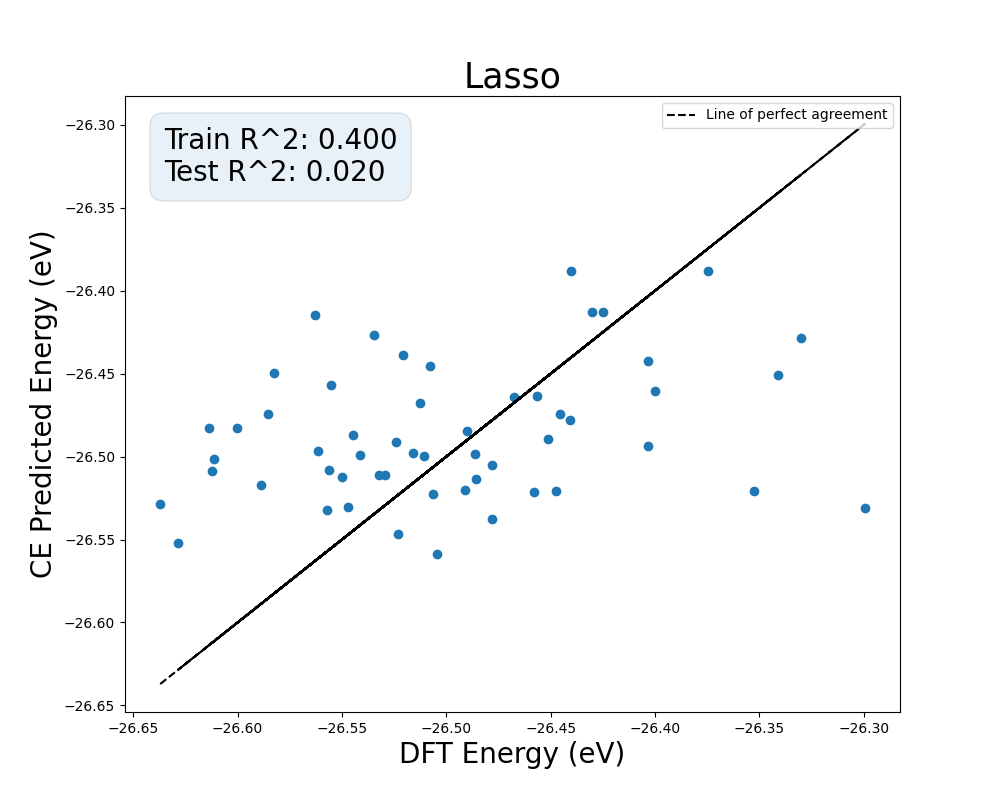 Lasso
Train R^2: 0.400
Test R^2: 0.020
Line of perfect agreement
CE Predicted Energy (eV)
−26.30
−26.35
−26.40
−26.45
−26.50
−26.55
−26.60
−26.65
−26.65 −26.60 −26.55 −26.50 −26.45 −26.40 −26.35 −26.30
DFT Energy (eV)